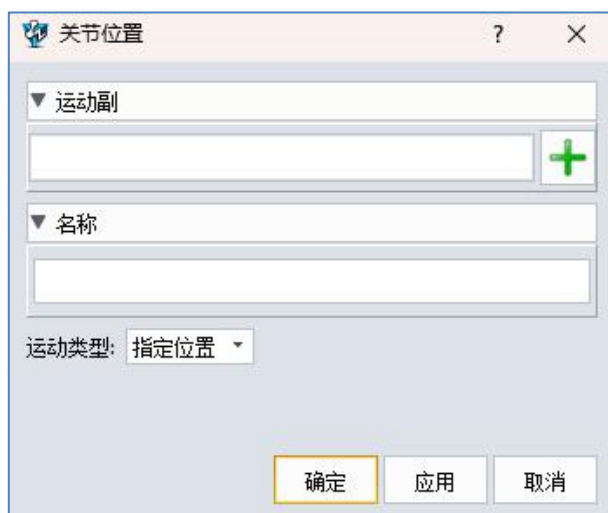 关节位置
运动副
名称
运动类型: 指定位置
确定 应用 取消